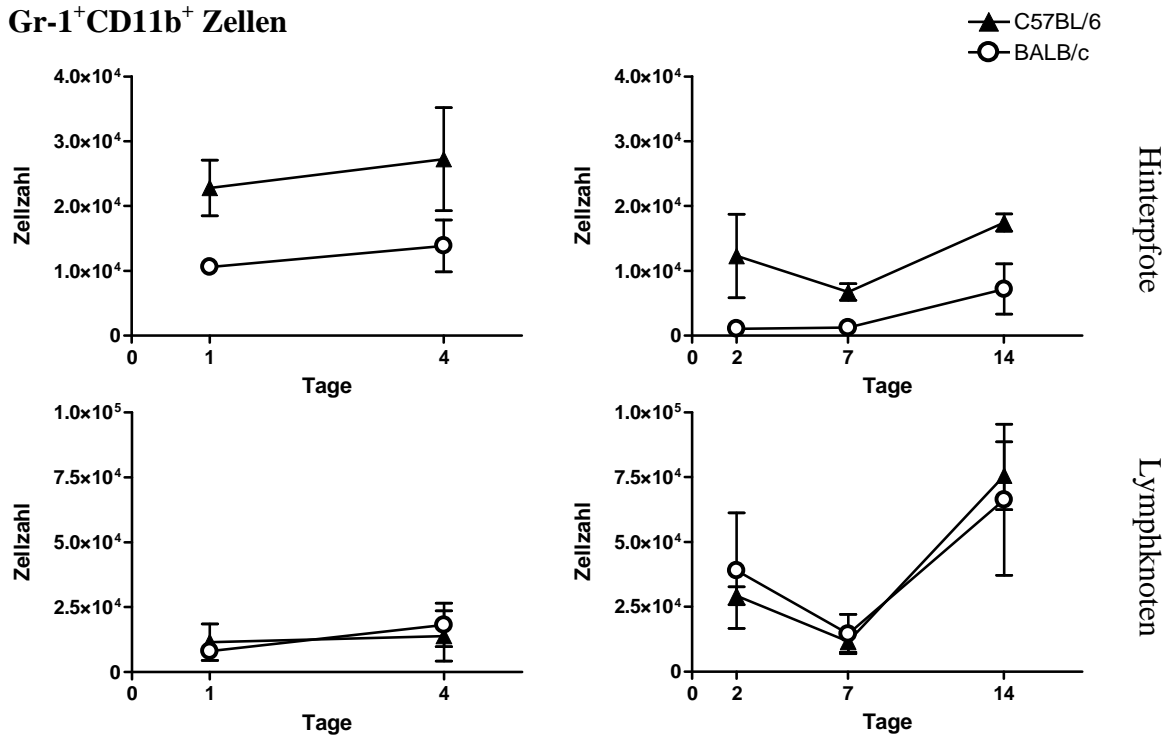 Gr-1⁺CD11b⁺ Zellen
C57BL/6
BALB/c
4.0×10⁴
3.0×10⁴
2.0×10⁴
1.0×10⁴
0
Zellzahl
0 1 4
Tage
4.0×10⁴
3.0×10⁴
2.0×10⁴
1.0×10⁴
0
Zellzahl
0 2 7 14
Tage
Hinterpfote
1.0×10⁵
7.5×10⁴
5.0×10⁴
2.5×10⁴
0
Zellzahl
0 1 4
Tage
1.0×10⁵
7.5×10⁴
5.0×10⁴
2.5×10⁴
0
Zellzahl
0 2 7 14
Tage
Lymphknoten